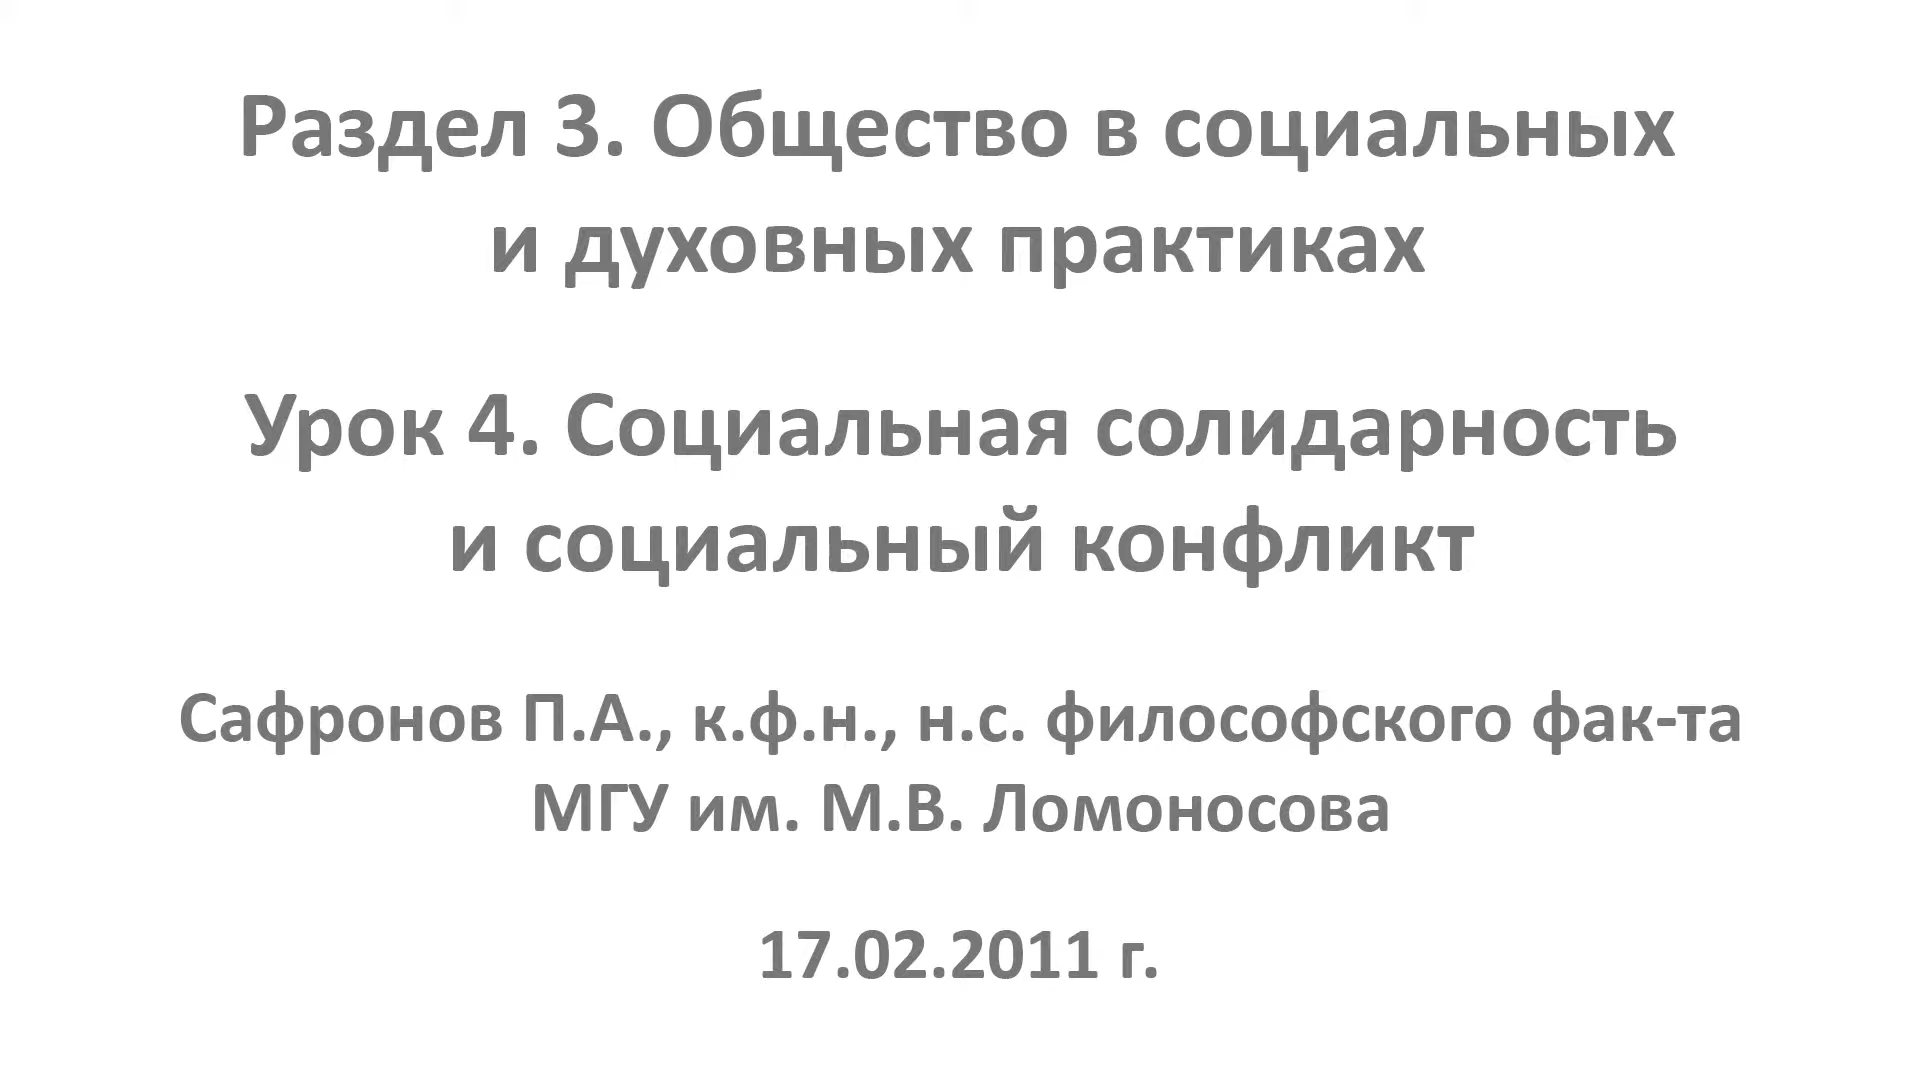 Раздел 3. Общество в социальных
и духовных практиках
Урок 4. Социальная солидарность
и социальный конфликт
Сафронов П.А., к.ф.н., н.с. философского фак-та
МГУ им. М.В. Ломоносова
17.02.2011 г.